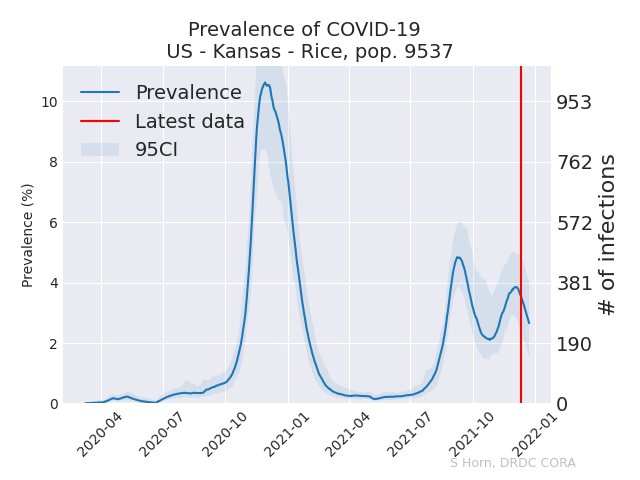 Prevalence of COVID-19
US - Kansas - Rice, pop. 9537
Prevalence
Latest data
95CI
Prevalence (%)
10
8
6
4
2
0
953
762
572
381
190
0
# of infections
2020-04
2020-07
2020-10
2021-01
2021-04
2021-07
2021-10
2022-01
S Horn, DRDC CORA